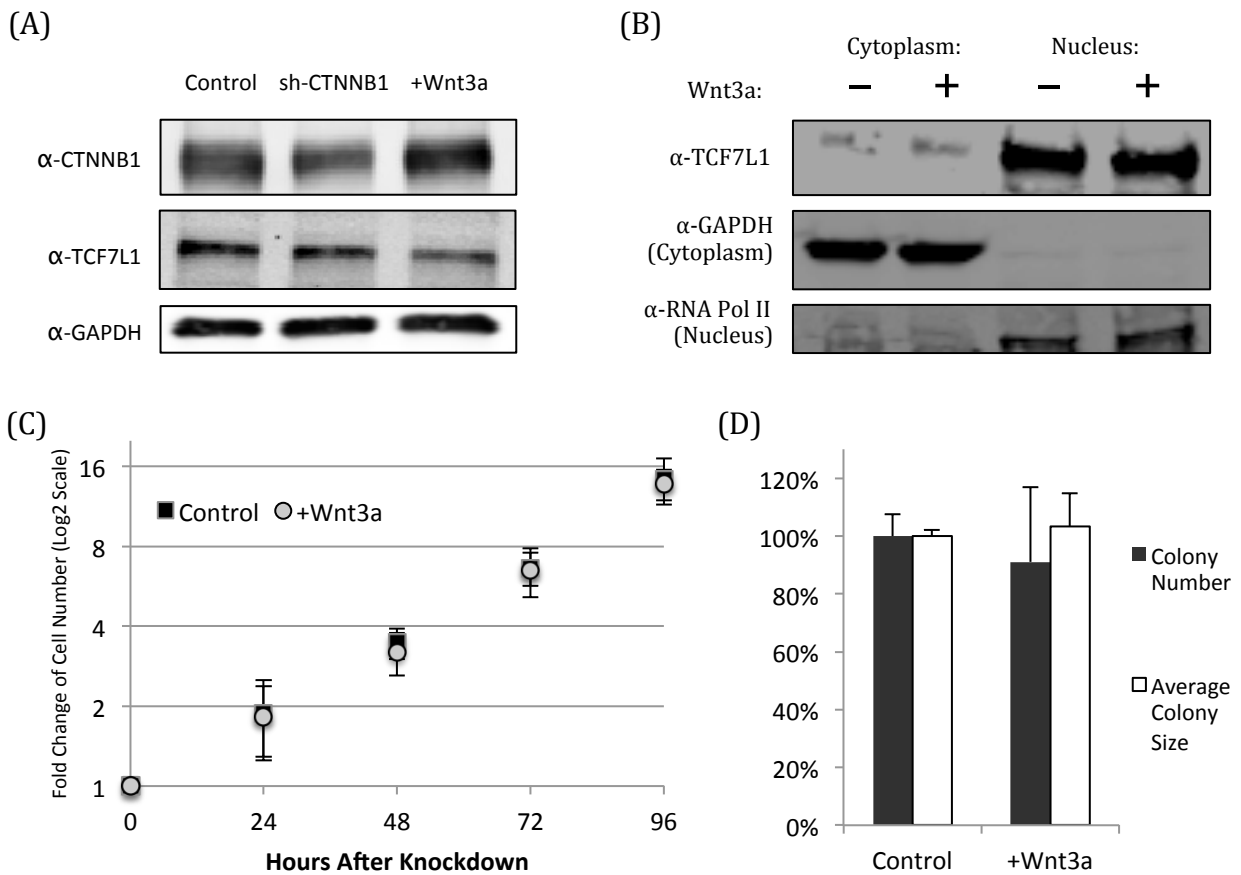 (A)
Control sh-CTNNB1 +Wnt3a
α-CTNNB1
α-TCF7L1
α-GAPDH
(B)
Cytoplasm: Nucleus:
Wnt3a: − + − +
α-TCF7L1
α-GAPDH
(Cytoplasm)
α-RNA Pol II
(Nucleus)
(C)
Fold Change of Cell Number (Log2 Scale)
16
8
4
2
1
Control +Wnt3a
0 24 48 72 96
Hours After Knockdown
(D)
120%
100%
80%
60%
40%
20%
0%
Control +Wnt3a
Colony
Number
Average
Colony
Size